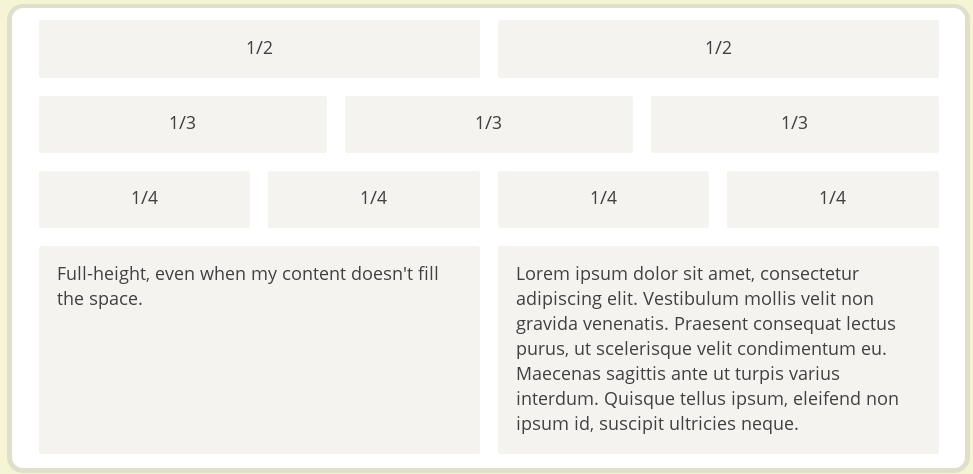 1/2
1/2
1/3
1/3
1/3
1/4
1/4
1/4
1/4
Full-height, even when my content doesn't fill
the space.
Lorem ipsum dolor sit amet, consectetur
adipiscing elit. Vestibulum mollis velit non
gravida venenatis. Praesent consequat lectus
purus, ut scelerisque velit condimentum eu.
Maecenas sagittis ante ut turpis varius
interdum. Quisque tellus ipsum, eleifend non
ipsum id, suscipit ultricies neque.